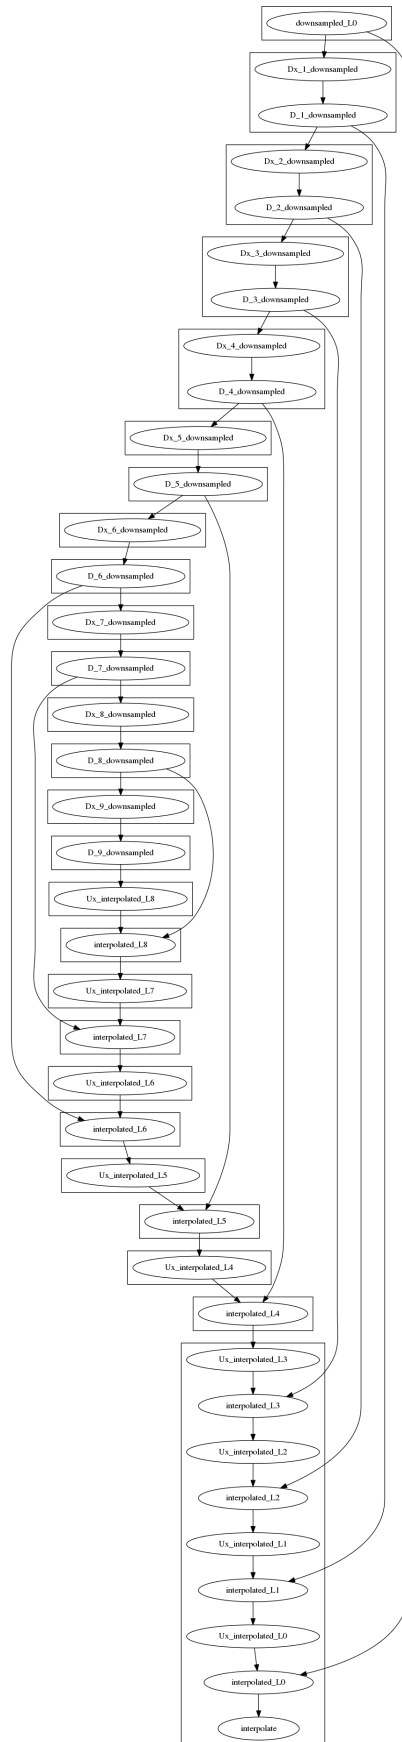 downsampled_L0
Dx_1_downsampled
D_1_downsampled
Dx_2_downsampled
D_2_downsampled
Dx_3_downsampled
D_3_downsampled
Dx_4_downsampled
D_4_downsampled
Dx_5_downsampled
D_5_downsampled
Dx_6_downsampled
D_6_downsampled
Dx_7_downsampled
D_7_downsampled
Dx_8_downsampled
D_8_downsampled
Dx_9_downsampled
D_9_downsampled
Ux_interpolated_L8
interpolated_L8
Ux_interpolated_L7
interpolated_L7
Ux_interpolated_L6
interpolated_L6
Ux_interpolated_L5
interpolated_L5
Ux_interpolated_L4
interpolated_L4
Ux_interpolated_L3
interpolated_L3
Ux_interpolated_L2
interpolated_L2
Ux_interpolated_L1
interpolated_L1
Ux_interpolated_L0
interpolated_L0
interpolate